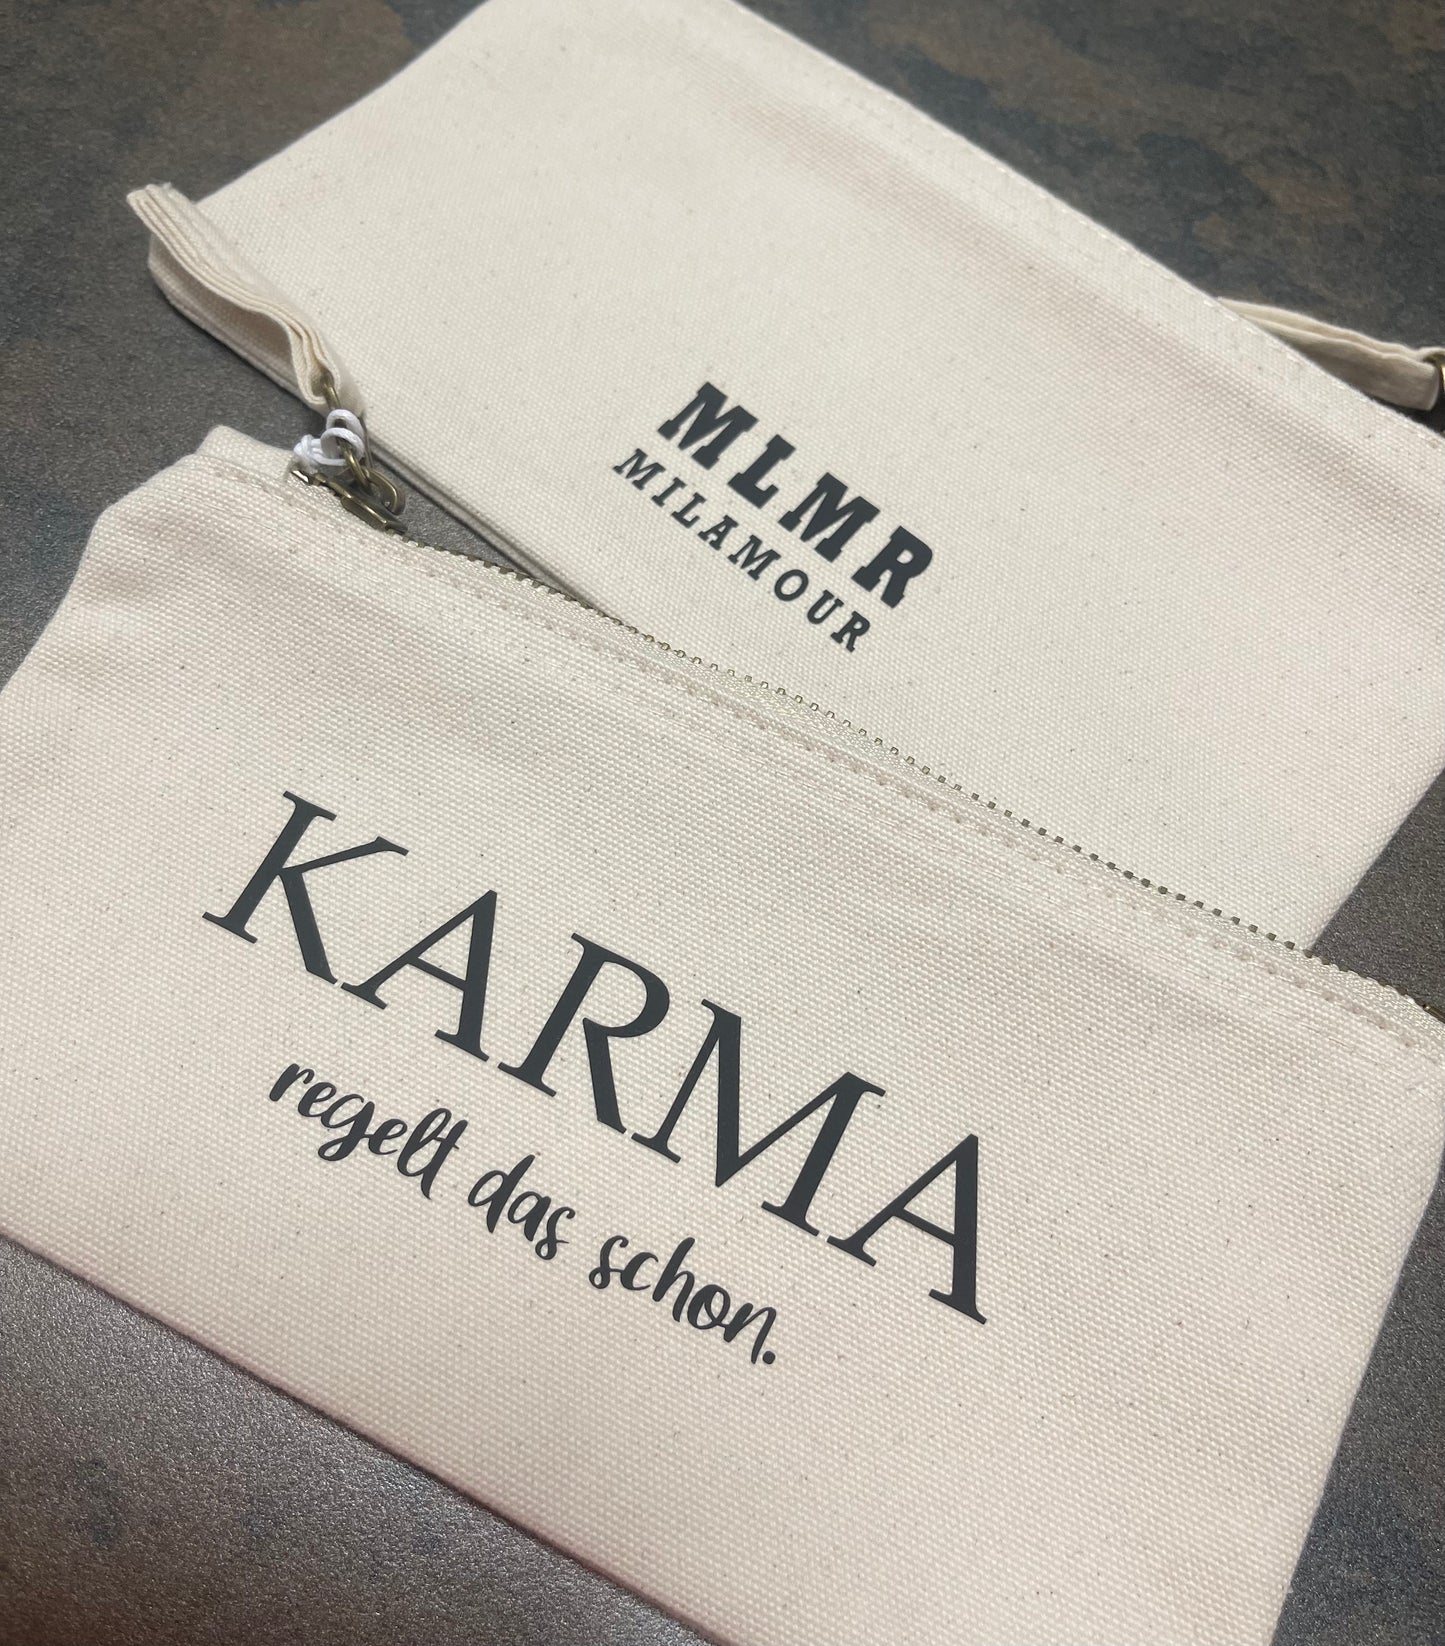 MLMR
MILAMOUR
KARMA
regelt das schon.